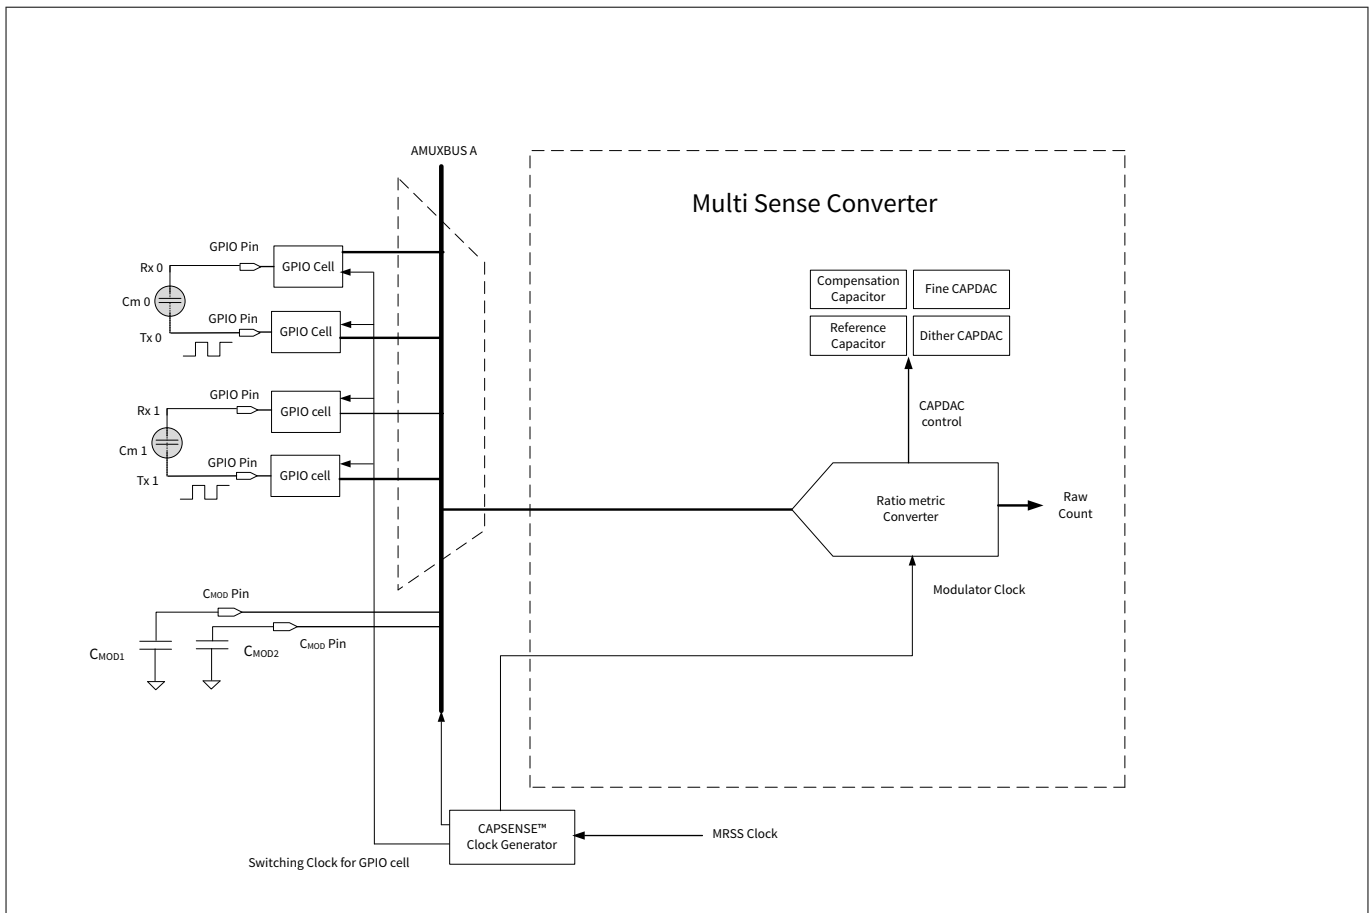 AMUXBUS A
Multi Sense Converter
GPIO Pin
Rx 0
GPIO Cell
Cm 0
GPIO Pin
Tx 0
GPIO Cell
Compensation
Capacitor
Fine CAPDAC
Reference
Capacitor
Dither CAPDAC
CAPDAC
control
GPIO Pin
Rx 1
GPIO cell
Cm 1
GPIO Pin
Tx 1
GPIO cell
Ratio metric
Converter
Raw
Count
Modulator Clock
CMOD Pin
CMOD1
CMOD2
CMOD Pin
CAPSENSE™
Clock Generator
MRSS Clock
Switching Clock for GPIO cell